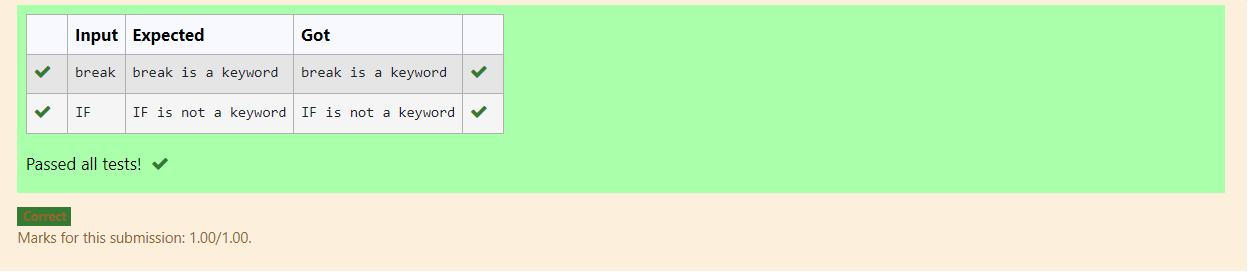 Input Expected Got
break break is a keyword break is a keyword
IF IF is not a keyword IF is not a keyword
Passed all tests!
Correct
Marks for this submission: 1.00/1.00.